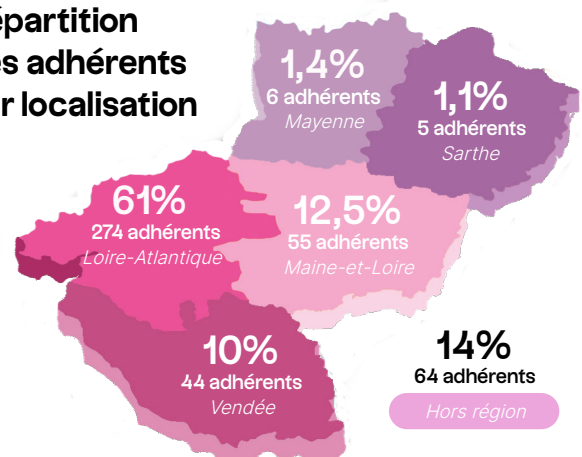 épartition
es adhérents
r localisation
1,4%
6 adhérents
Mayenne
1,1%
5 adhérents
Sarthe
61%
274 adhérents
Loire-Atlantique
12,5%
55 adhérents
Maine-et-Loire
10%
44 adhérents
Vendée
14%
64 adhérents
Hors région